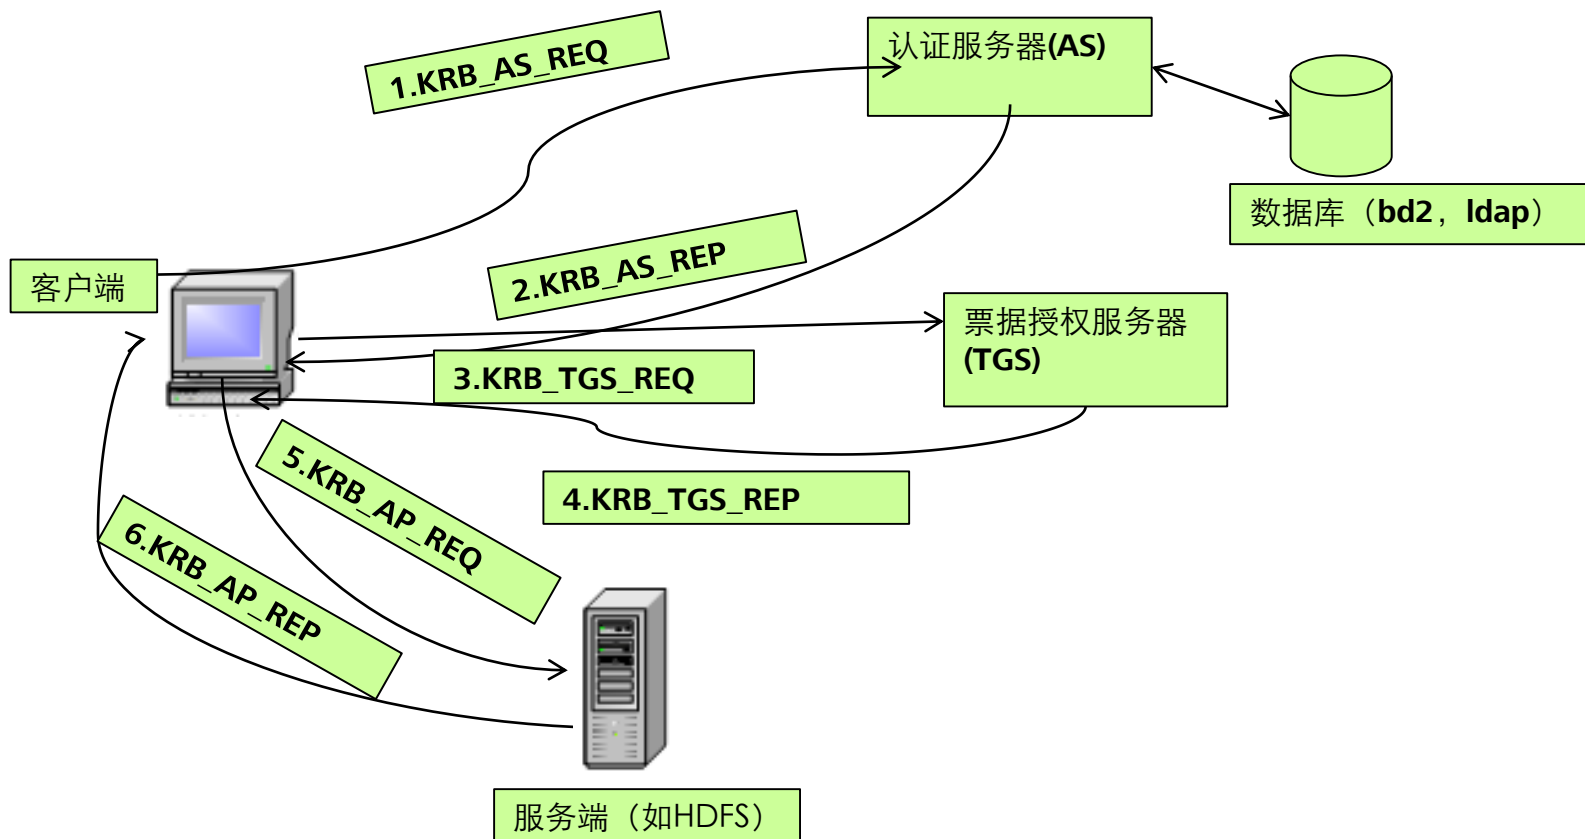 1.KRB_AS_REQ
认证服务器(AS)
数据库（bd2，ldap）
2.KRB_AS_REP
客户端
票据授权服务器
(TGS)
3.KRB_TGS_REQ
4.KRB_TGS_REP
5.KRB_AP_REQ
6.KRB_AP_REP
服务端（如HDFS）